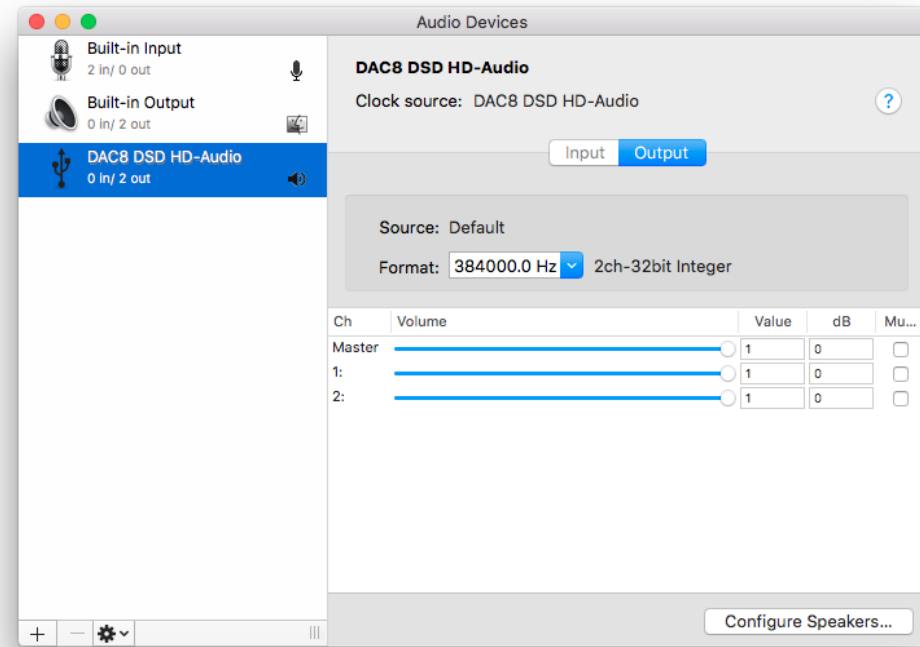 Audio Devices
Built-in Input
2 in/ 0 out
Built-in Output
0 in/ 2 out
DAC8 DSD HD-Audio
0 in/ 2 out
DAC8 DSD HD-Audio
Clock source: DAC8 DSD HD-Audio
?
Input Output
Source: Default
Format: 384000.0 Hz 2ch-32bit Integer
Ch Volume Value dB Mu...
Master 1 0
1: 1 0
2: 1 0
Configure Speakers...